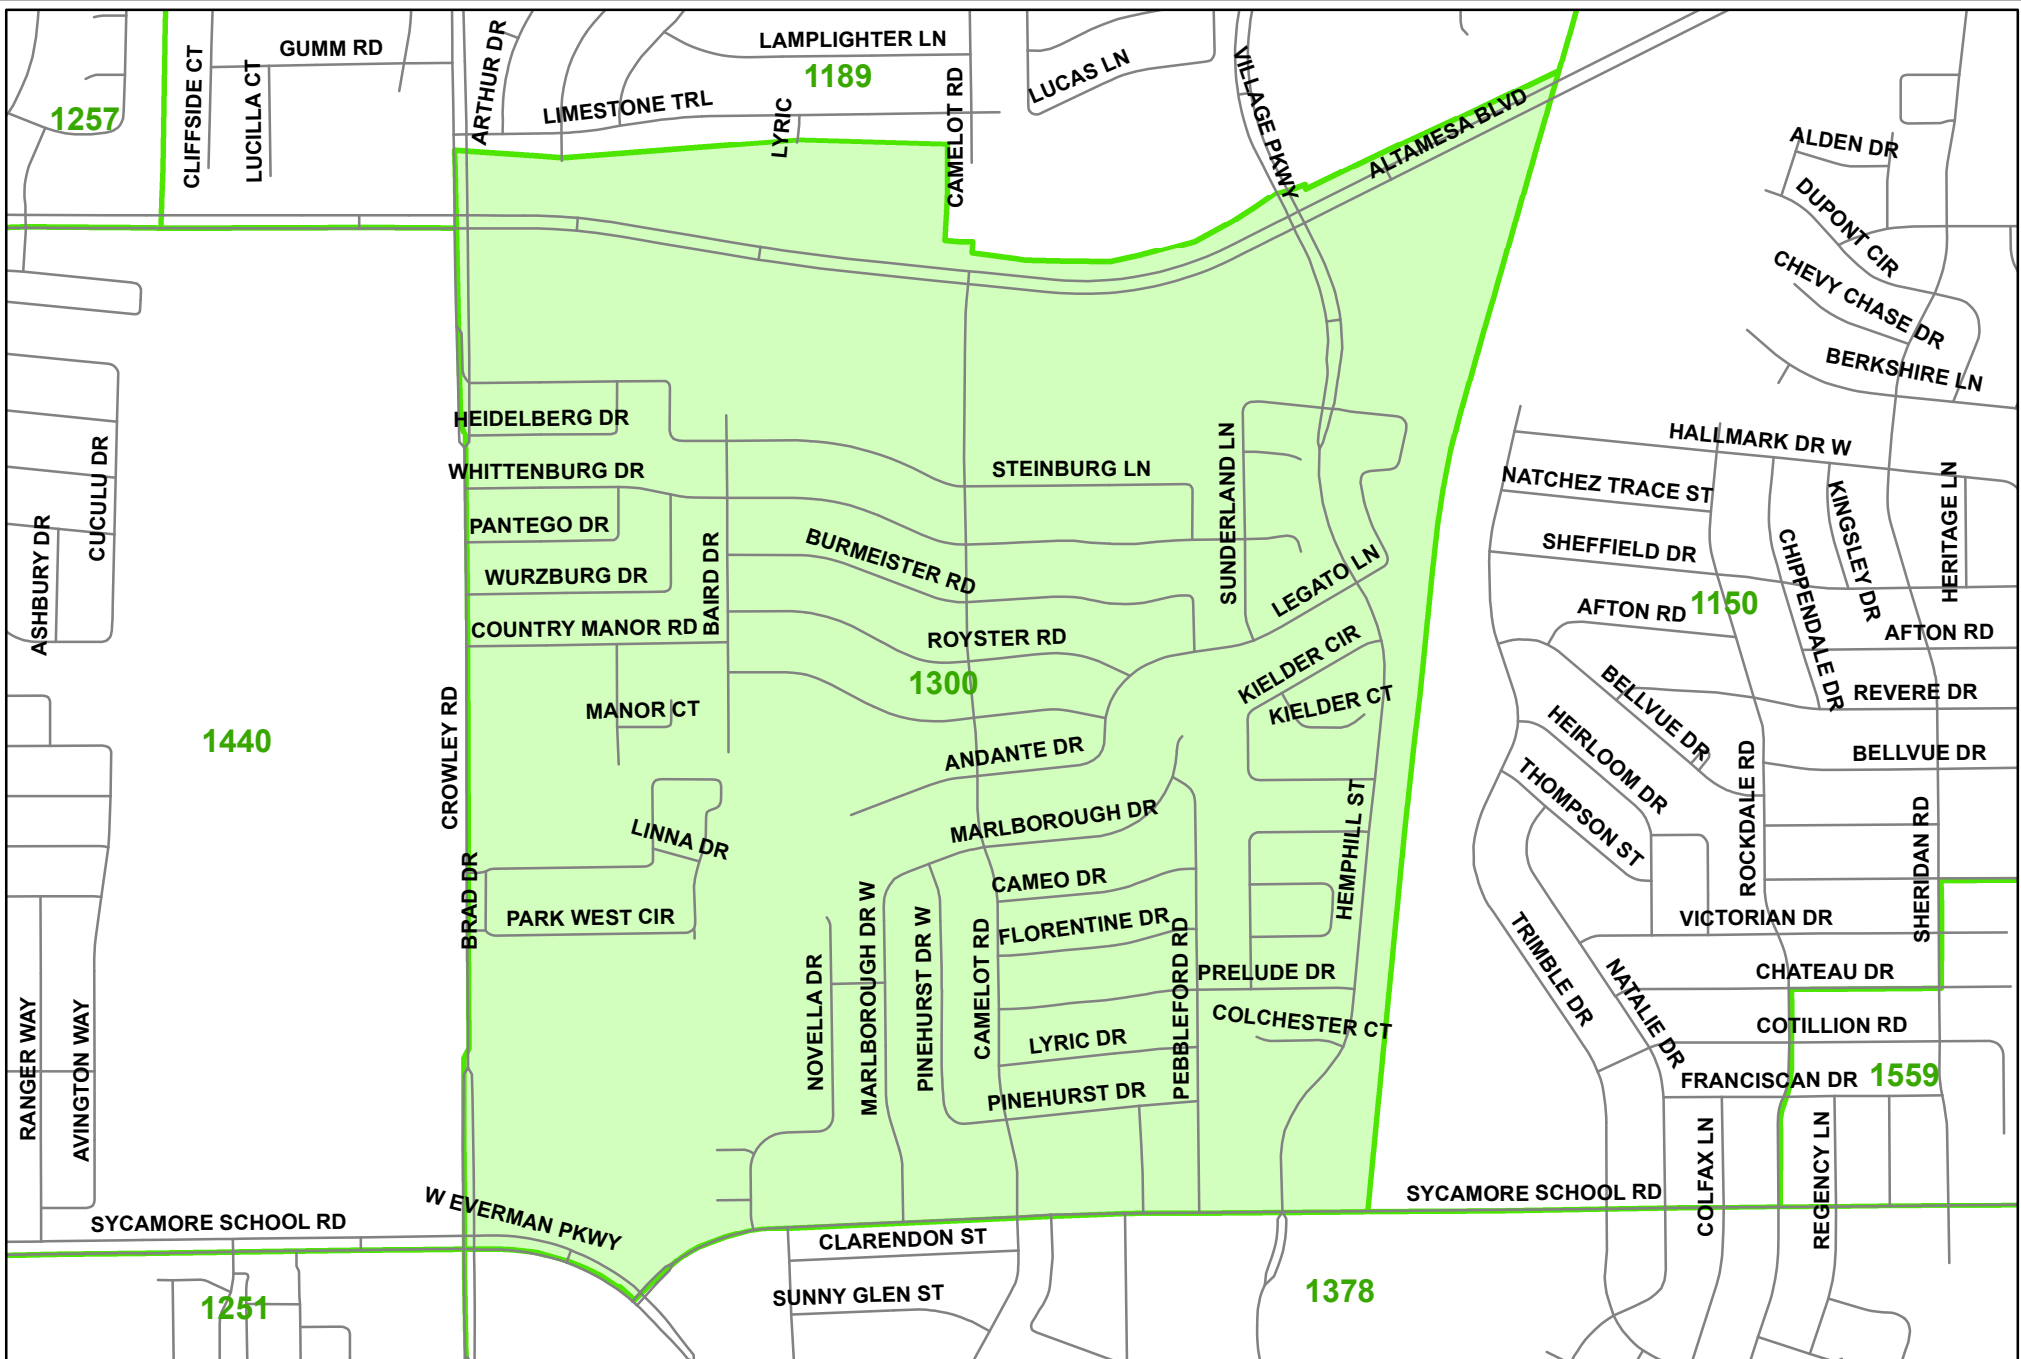 GUMM RD
CLIFFSIDE CT
LUCILLA CT
ARTHUR DR
LAMPLIGHTER LN
1189
LUCAS LN
VILLAGE PKWY
1257
LIMESTONE TRL
LYRIC
CAMELOT RD
ALTAMESA BLVD
ALDEN DR
DUPONT CIR
CHEVY CHASE DR
BERKSHIRE LN
HEIDELBERG DR
WHITTENBURG DR
STEINBURG LN
SUNDERLAND LN
HALLMARK DR W
NATCHEZ TRACE ST
KINGSLEY DR
HERITAGE LN
CUCULU DR
ASHBURY DR
PANTEGO DR
BAIRD DR
BURMEISTER RD
WURZBURG DR
LEGATO LN
SHEFFIELD DR
CHIPPENDALE DR
1150
AFTON RD
AFTON RD
COUNTRY MANOR RD
ROYSTER RD
KIELDER CIR
1300
KIELDER CT
MANOR CT
BELLVUE DR
REVERE DR
1440
CROWLEY RD
ANDANTE DR
HEIRLOOM DR
BELLVUE DR
THOMPSON ST
ROCKDALE RD
SHERIDAN RD
HEMPHILL ST
MARLBOROUGH DR
LINNA DR
BRAD DR
PARK WEST CIR
CAMEO DR
FLORENTINE DR
MARLBOROUGH DR W
PINEHURST DR W
CAMELOT RD
PEBBLEFORD RD
NOVELLA DR
PRELUDE DR
VICTORIAN DR
TRIMBLE DR
NATALIE DR
CHATEAU DR
COLCHESTER CT
COTILLION RD
LYRIC DR
RANGER WAY
AVINGTON WAY
PINEHURST DR
FRANCISCAN DR
1559
COLFAX LN
REGENCY LN
W EVERMAN PKWY
SYCAMORE SCHOOL RD
SYCAMORE SCHOOL RD
CLARENDON ST
SUNNY GLEN ST
1378
1251